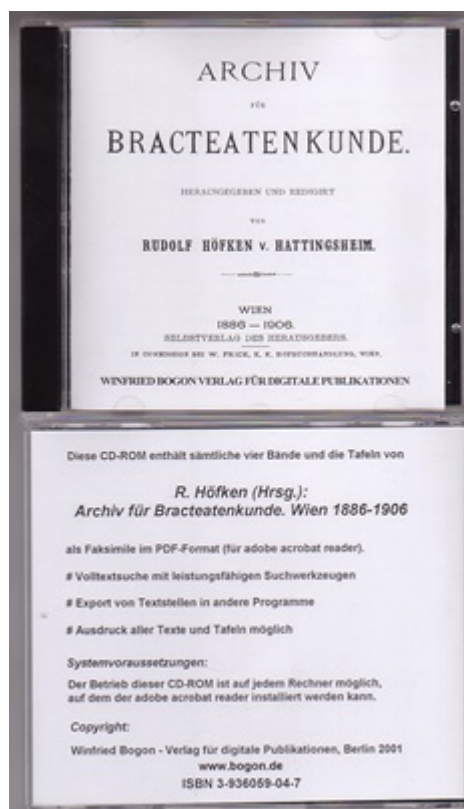 ARCHIV
FÜR
BRACTEATENKUNDE.
HERAUSGEGEBEN UND REDIGIRT
VON
RUDOLF HÖFKEN v. HATTINGSHEIM.
WIEN
1886 — 1906.
SELBSTVERLAG DES HERAUSGEBERS.
IN COMMISSION BEI W. FRICK, K. K. HOFBUCHHANDLUNG, WIEN.
WINFRIED BOGON VERLAG FÜR DIGITALE PUBLIKATIONEN
Diese CD-ROM enthält sämtliche vier Bände und die Tafeln von
R. Höfken (Hrsg.):
Archiv für Bracteatenkunde. Wien 1886-1906
als Faksimile im PDF-Format (für adobe acrobat reader).
# Volltextsuche mit leistungsfähigen Suchwerkzeugen
# Export von Textstellen in andere Programme
# Ausdruck aller Texte und Tafeln möglich
Systemvoraussetzungen:
Der Betrieb dieser CD-ROM ist auf jedem Rechner möglich,
auf dem der adobe acrobat reader installiert werden kann.
Copyright:
Winfried Bogon - Verlag für digitale Publikationen, Berlin 2001
www.bogon.de
ISBN 3-936059-04-7